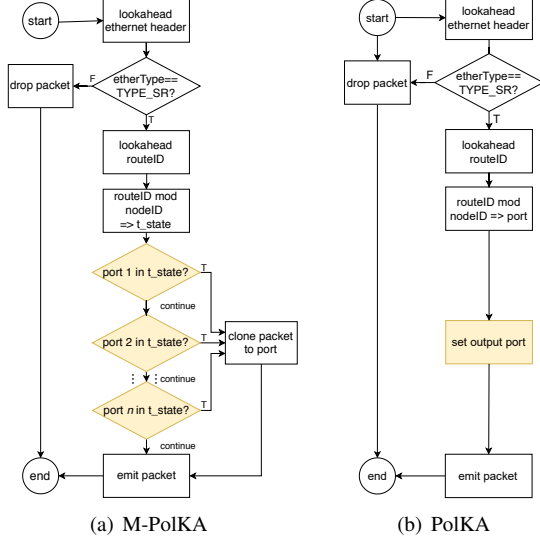 start
lookahead
ethernet header
drop packet
F
etherType==
TYPE_SR?
T
lookahead
routeID
routeID mod
nodeID
=> t_state
port 1 in t_state?
T
continue
port 2 in t_state?
T
clone packet
to port
continue
port n in t_state?
T
continue
end
emit packet
(a) M-PolKA
start
lookahead
ethernet header
drop packet
F
etherType==
TYPE_SR?
T
lookahead
routeID
routeID mod
nodeID => port
set output port
end
emit packet
(b) PolKA